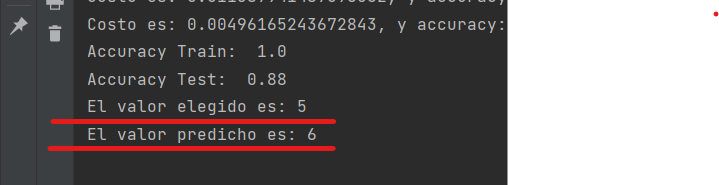 Costo es: 0.00496165243672843, y accuracy:
Accuracy Train:  1.0
Accuracy Test:  0.88
El valor elegido es: 5
El valor predicho es: 6